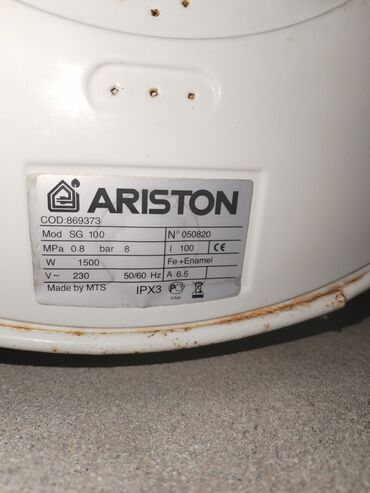 ARISTON
COD:869373
Mod SG 100 N° 050820
MPa 0.8 bar 8 l 100 CE
W 1500 Fe+Enamel
V~ 230 50/60 Hz A 6.5
Made by MTS IPX3